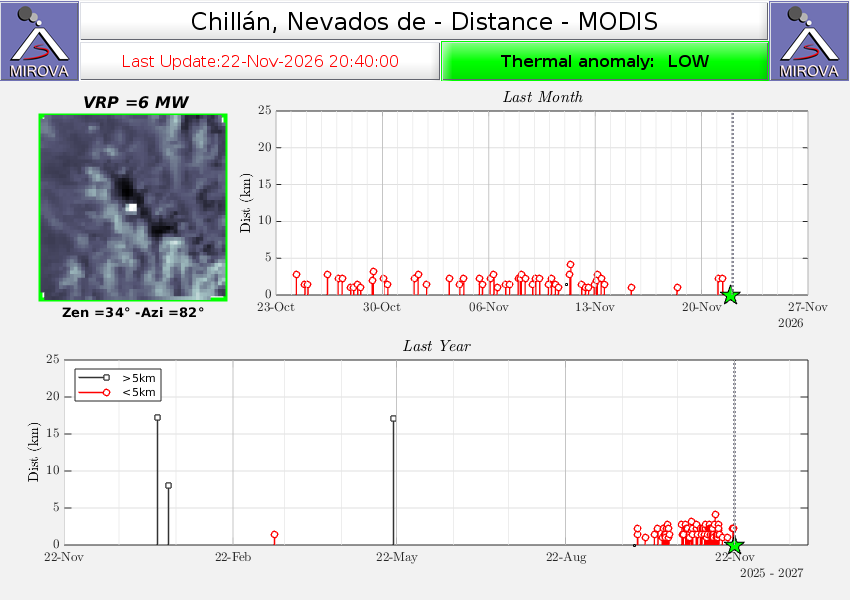 Chillán, Nevados de - Distance - MODIS
MIROVA
Last Update:22-Nov-2026 20:40:00
Thermal anomaly: LOW
MIROVA
VRP =6 MW
Zen =34° -Azi =82°
Last Month
Dist (km)
25
20
15
10
5
0
23-Oct
30-Oct
06-Nov
13-Nov
20-Nov
27-Nov
2026
Last Year
Dist (km)
25
20
15
10
5
0
>5km
<5km
22-Nov
22-Feb
22-May
22-Aug
22-Nov
2025 - 2027